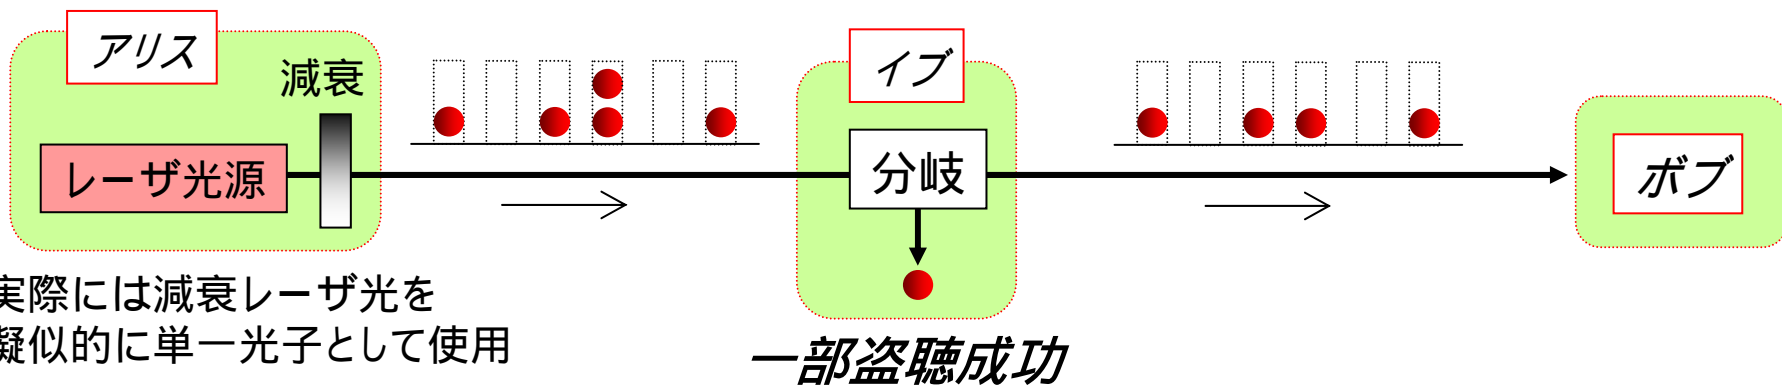 アリス
減衰
レーザ光源
イブ
分岐
ボブ
実際には減衰レーザ光を
擬似的に単一光子として使用
一部盗聴成功